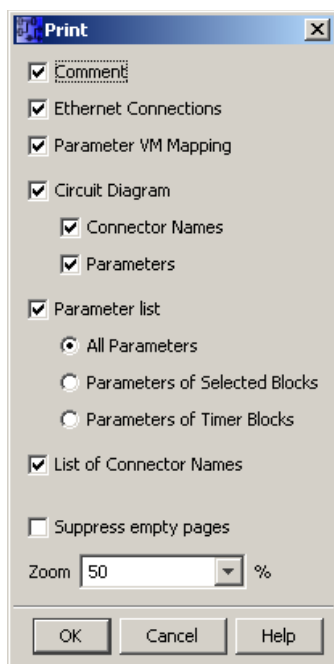 Print
Comment
Ethernet Connections
Parameter VM Mapping
Circuit Diagram
Connector Names
Parameters
Parameter list
All Parameters
Parameters of Selected Blocks
Parameters of Timer Blocks
List of Connector Names
Suppress empty pages
Zoom 50 %
OK Cancel Help